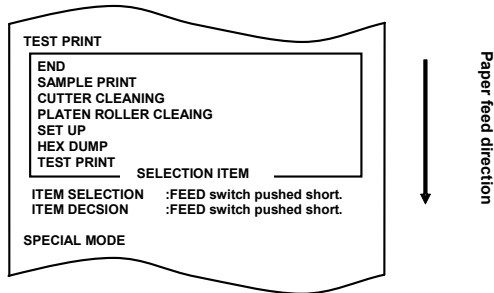 TEST PRINT
END
SAMPLE PRINT
CUTTER CLEANING
PLATEN ROLLER CLEAING
SET UP
HEX DUMP
TEST PRINT
SELECTION ITEM
ITEM SELECTION :FEED switch pushed short.
ITEM DECSION :FEED switch pushed short.
SPECIAL MODE
Paper feed direction